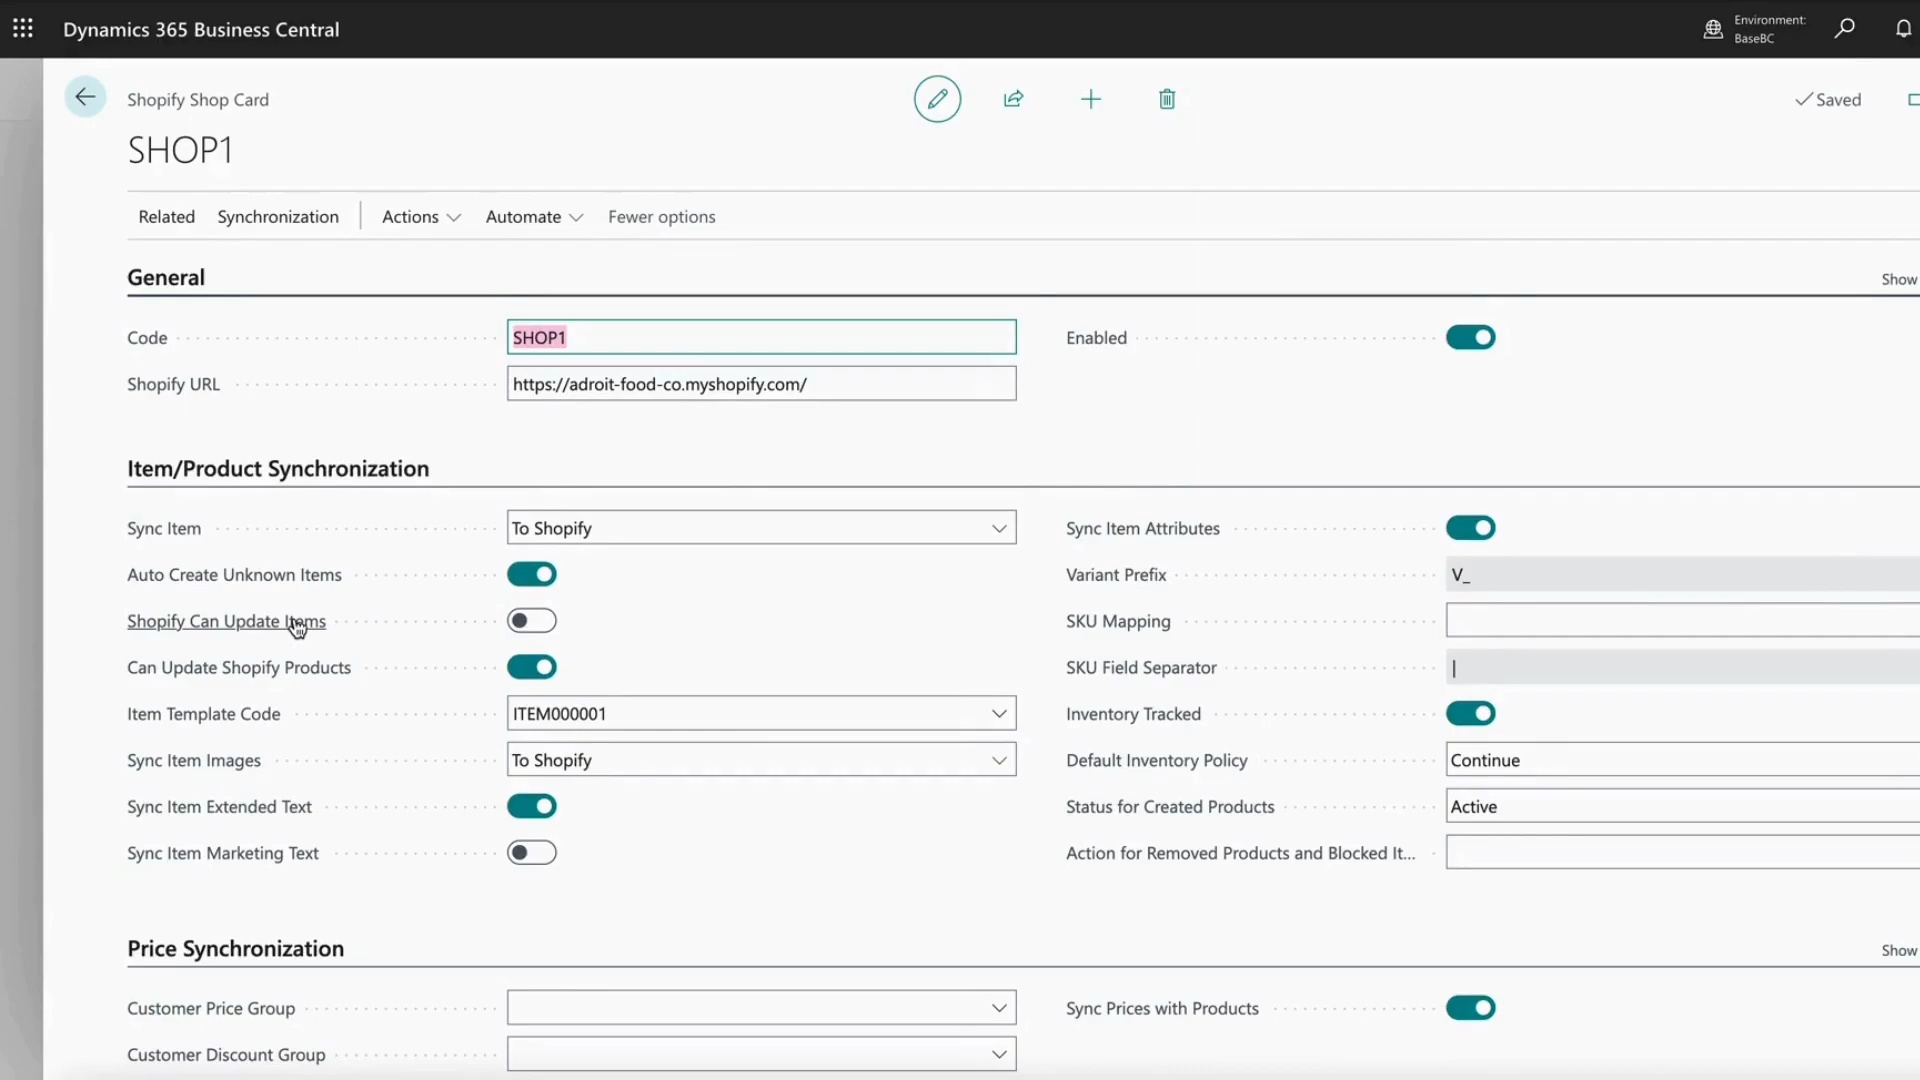 Dynamics 365 Business Central
Environment:
BaseBC
Shopify Shop Card
Saved
SHOP1
Related Synchronization Actions Automate Fewer options
General
Show
Code SHOP1
Enabled
Shopify URL https://adroit-food-co.myshopify.com/
Item/Product Synchronization
Sync Item To Shopify
Sync Item Attributes
Auto Create Unknown Items
Variant Prefix V_
Shopify Can Update Items
SKU Mapping
Can Update Shopify Products
SKU Field Separator |
Item Template Code ITEM000001
Inventory Tracked
Sync Item Images To Shopify
Default Inventory Policy Continue
Sync Item Extended Text
Status for Created Products Active
Sync Item Marketing Text
Action for Removed Products and Blocked It...
Price Synchronization
Show
Customer Price Group
Sync Prices with Products
Customer Discount Group